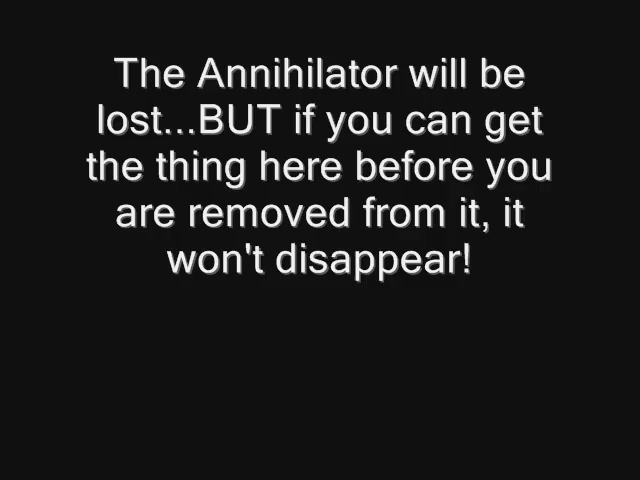 The Annihilator will be
lost...BUT if you can get
the thing here before you
are removed from it, it
won't disappear!